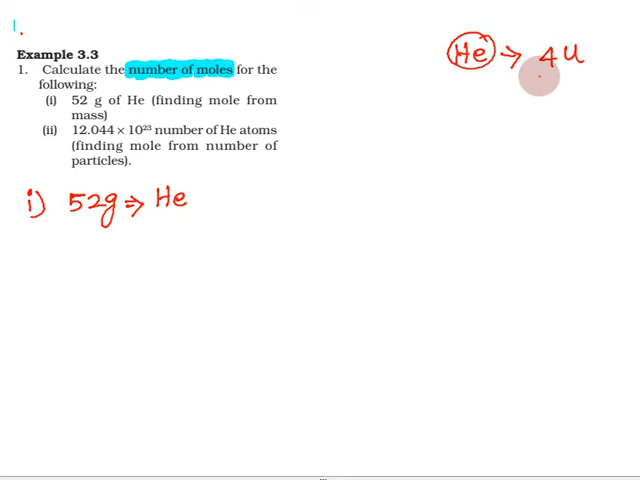 1.
Example 3.3
1. Calculate the number of moles for the
following:
(i) 52 g of He (finding mole from
mass)
(ii) 12.044 × 10²³ number of He atoms
(finding mole from number of
particles).
He → 4u
i) 52g ⇒ He